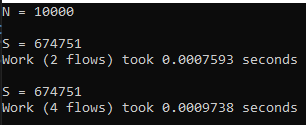 N = 10000
S = 674751
Work (2 flows) took 0.0007593 seconds
S = 674751
Work (4 flows) took 0.0009738 seconds